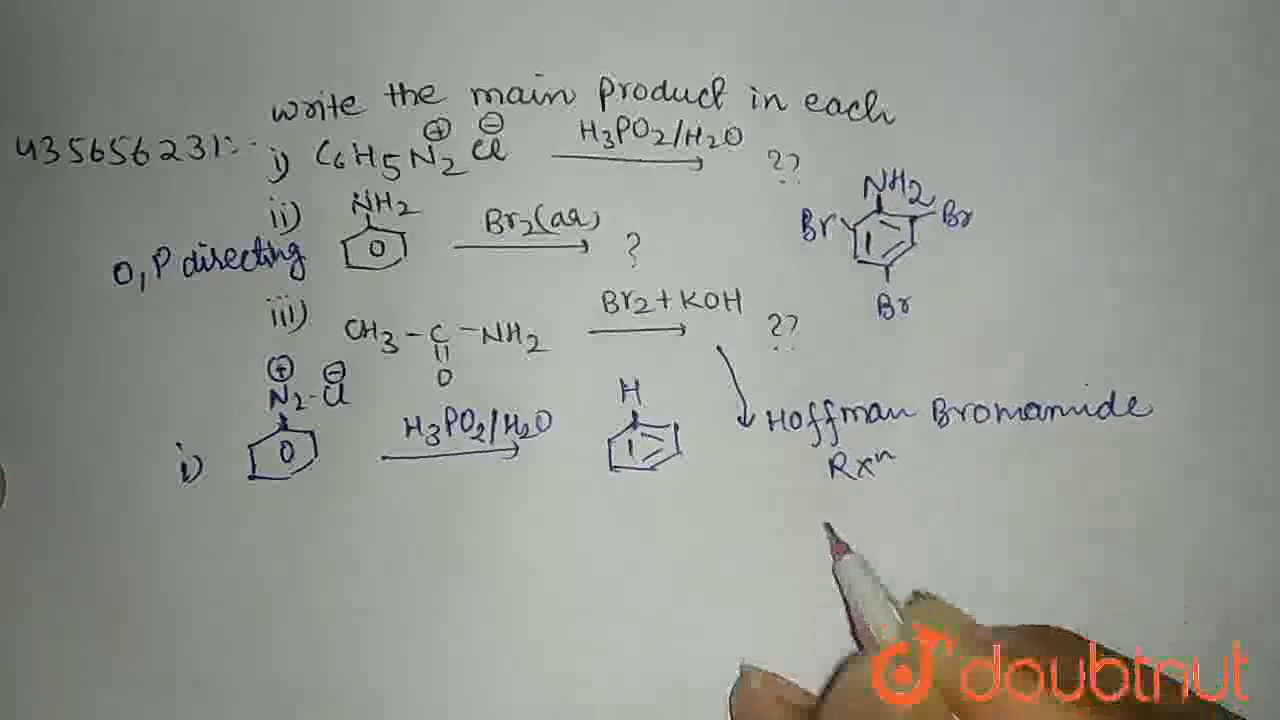 write the main product in each
435656231:-
i) C6H5N2⊕ Cl⊖ H3PO2/H2O ??
ii) NH2 Br2(aq) ?
NH2 Br Br Br
O, P directing
iii) CH3-C-NH2 Br2+KOH ??
O
⊕ ⊖
N2-Cl
i) H3PO2/H2O
H
Hoffman Bromamide
Rxn
doubtnut